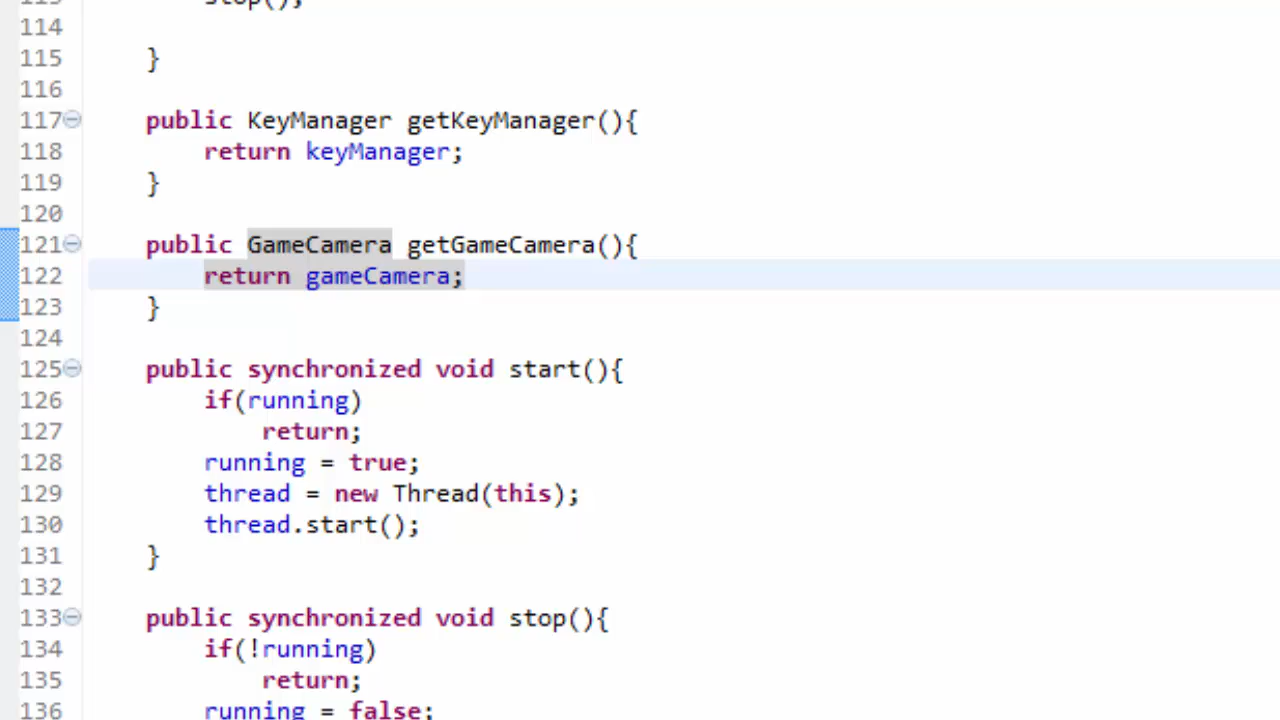 113 stop();
114
115 }
116
117 public KeyManager getKeyManager(){
118 return keyManager;
119 }
120
121 public GameCamera getGameCamera(){
122 return gameCamera;
123 }
124
125 public synchronized void start(){
126 if(running)
127 return;
128 running = true;
129 thread = new Thread(this);
130 thread.start();
131 }
132
133 public synchronized void stop(){
134 if(!running)
135 return;
136 running = false;